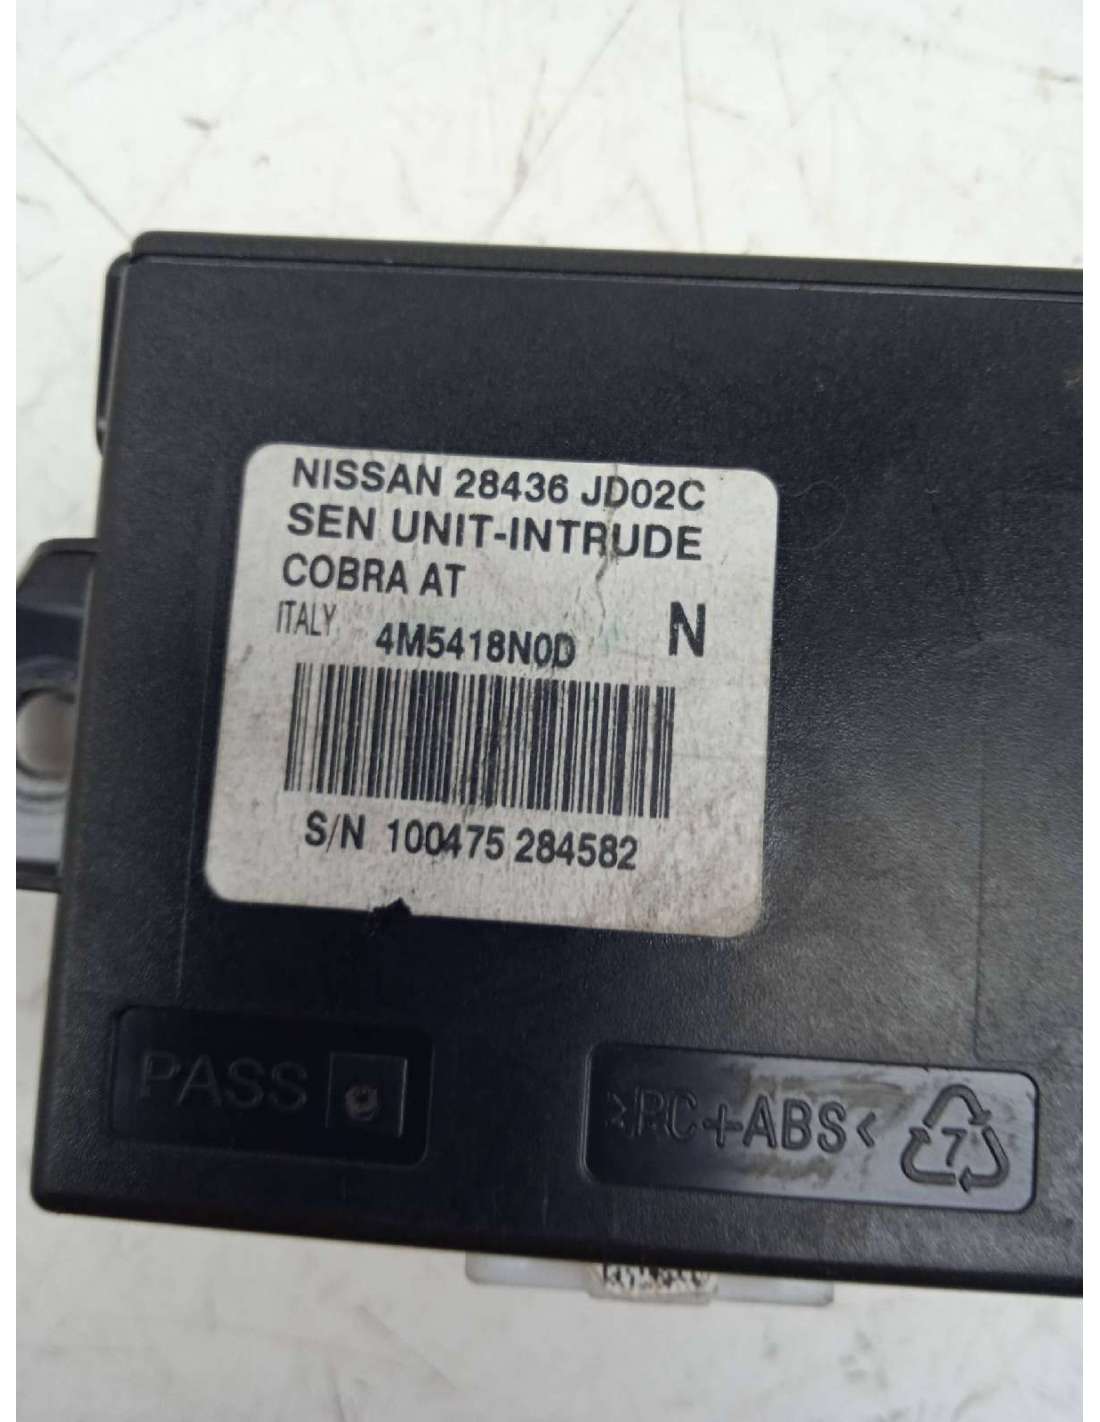 NISSAN 28436 JD02C
SEN UNIT-INTRUDE
COBRA AT
ITALY 4M5418N0D N
S/N 100475 284582
PASS
>PC+ABS< 7